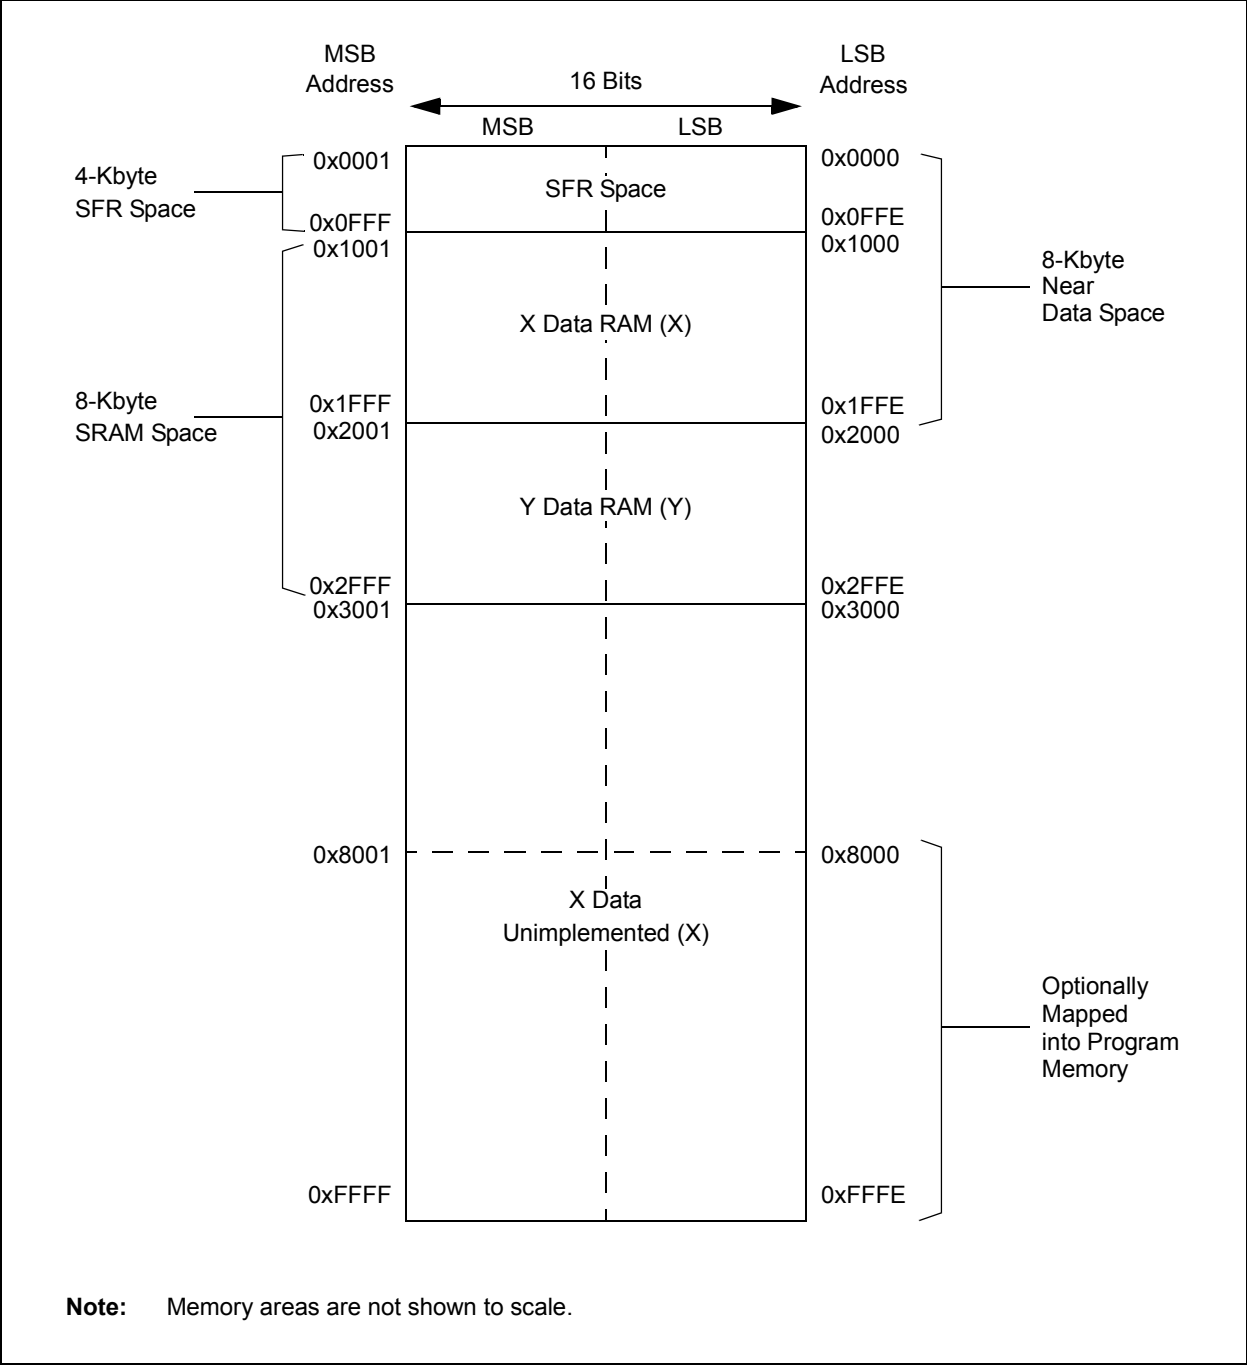 MSB
Address
16 Bits
LSB
Address
MSB
LSB
4-Kbyte
SFR Space
0x0001
SFR Space
0x0000
0x0FFF
0x0FFE
0x1001
0x1000
8-Kbyte
Near
Data Space
X Data RAM (X)
8-Kbyte
SRAM Space
0x1FFF
0x1FFE
0x2001
0x2000
Y Data RAM (Y)
0x2FFF
0x2FFE
0x3001
0x3000
0x8001
0x8000
X Data
Unimplemented (X)
Optionally
Mapped
into Program
Memory
0xFFFF
0xFFFE
Note: Memory areas are not shown to scale.